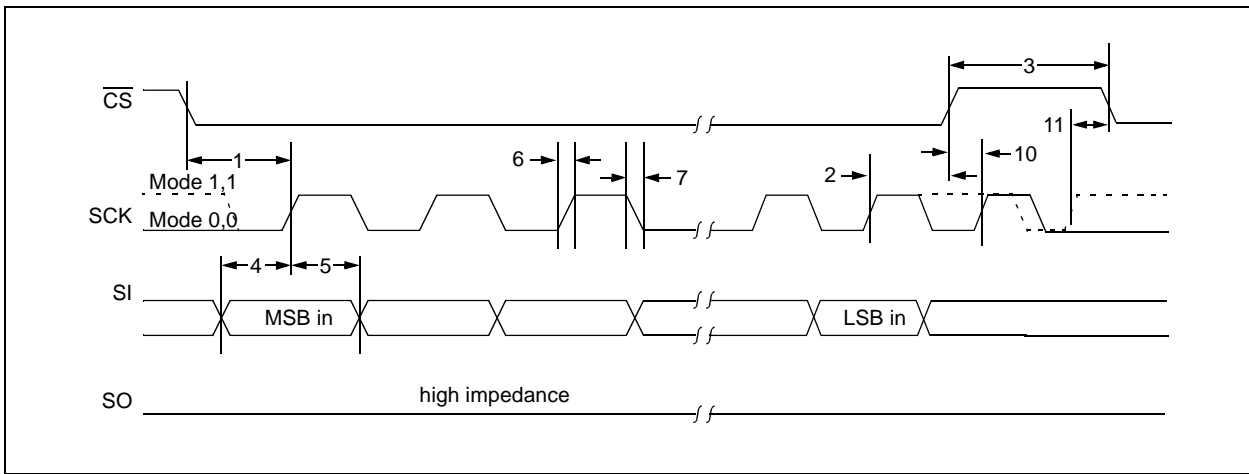 3
CS
11
1
6
7
2
10
Mode 1,1
SCK
Mode 0,0
4
5
SI
MSB in
LSB in
SO
high impedance